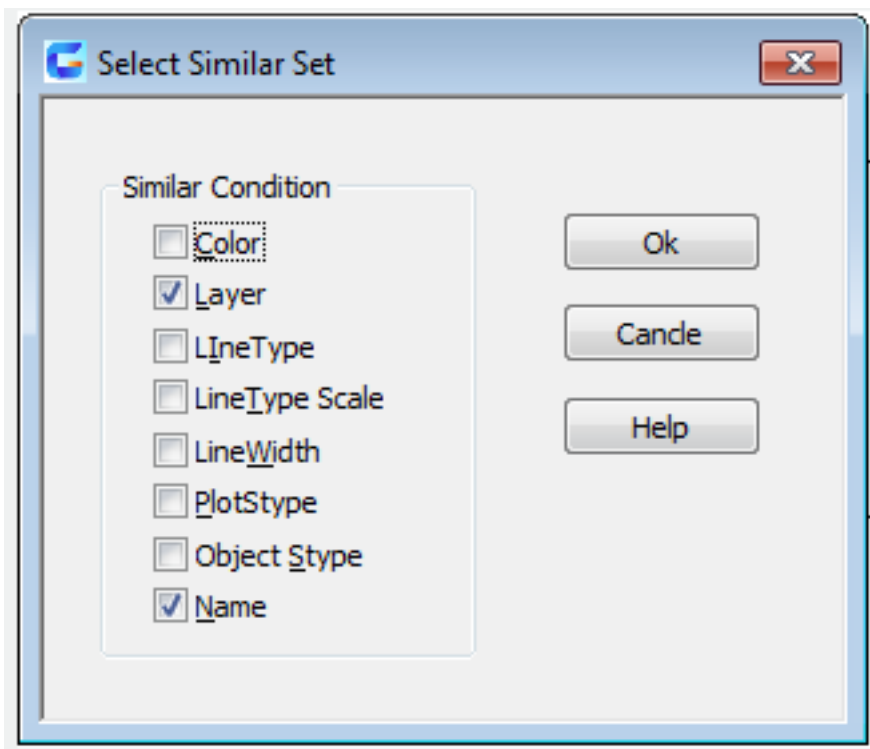 Select Similar Set
Similar Condition
Color
Layer
LIneType
LineType Scale
LineWidth
PlotStype
Object Stype
Name
Ok
Cancle
Help